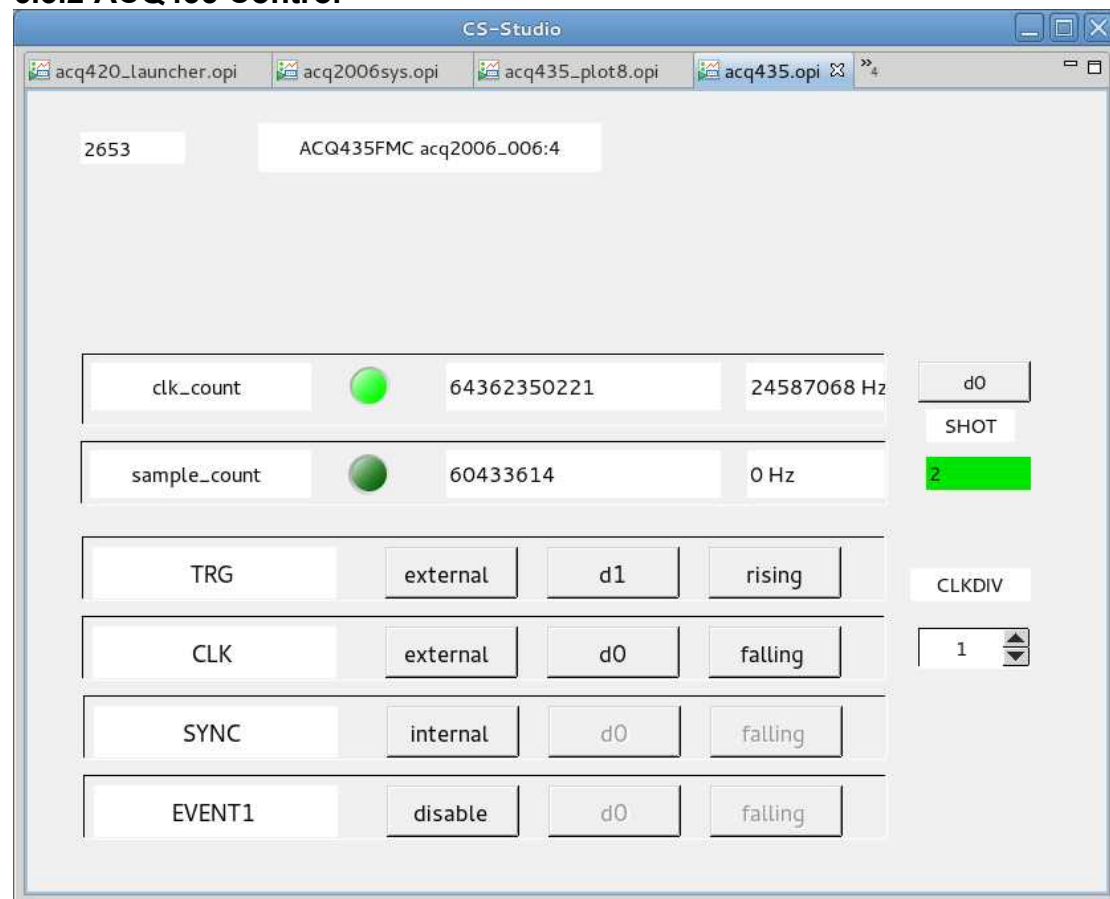 CS-Studio
acq420_launcher.opi acq2006sys.opi acq435_plot8.opi acq435.opi »4
2653 ACQ435FMC acq2006_006:4
clk_count 64362350221 24587068 Hz d0
SHOT
sample_count 60433614 0 Hz 2
TRG external d1 rising
CLKDIV
CLK external d0 falling 1
SYNC internal d0 falling
EVENT1 disable d0 falling